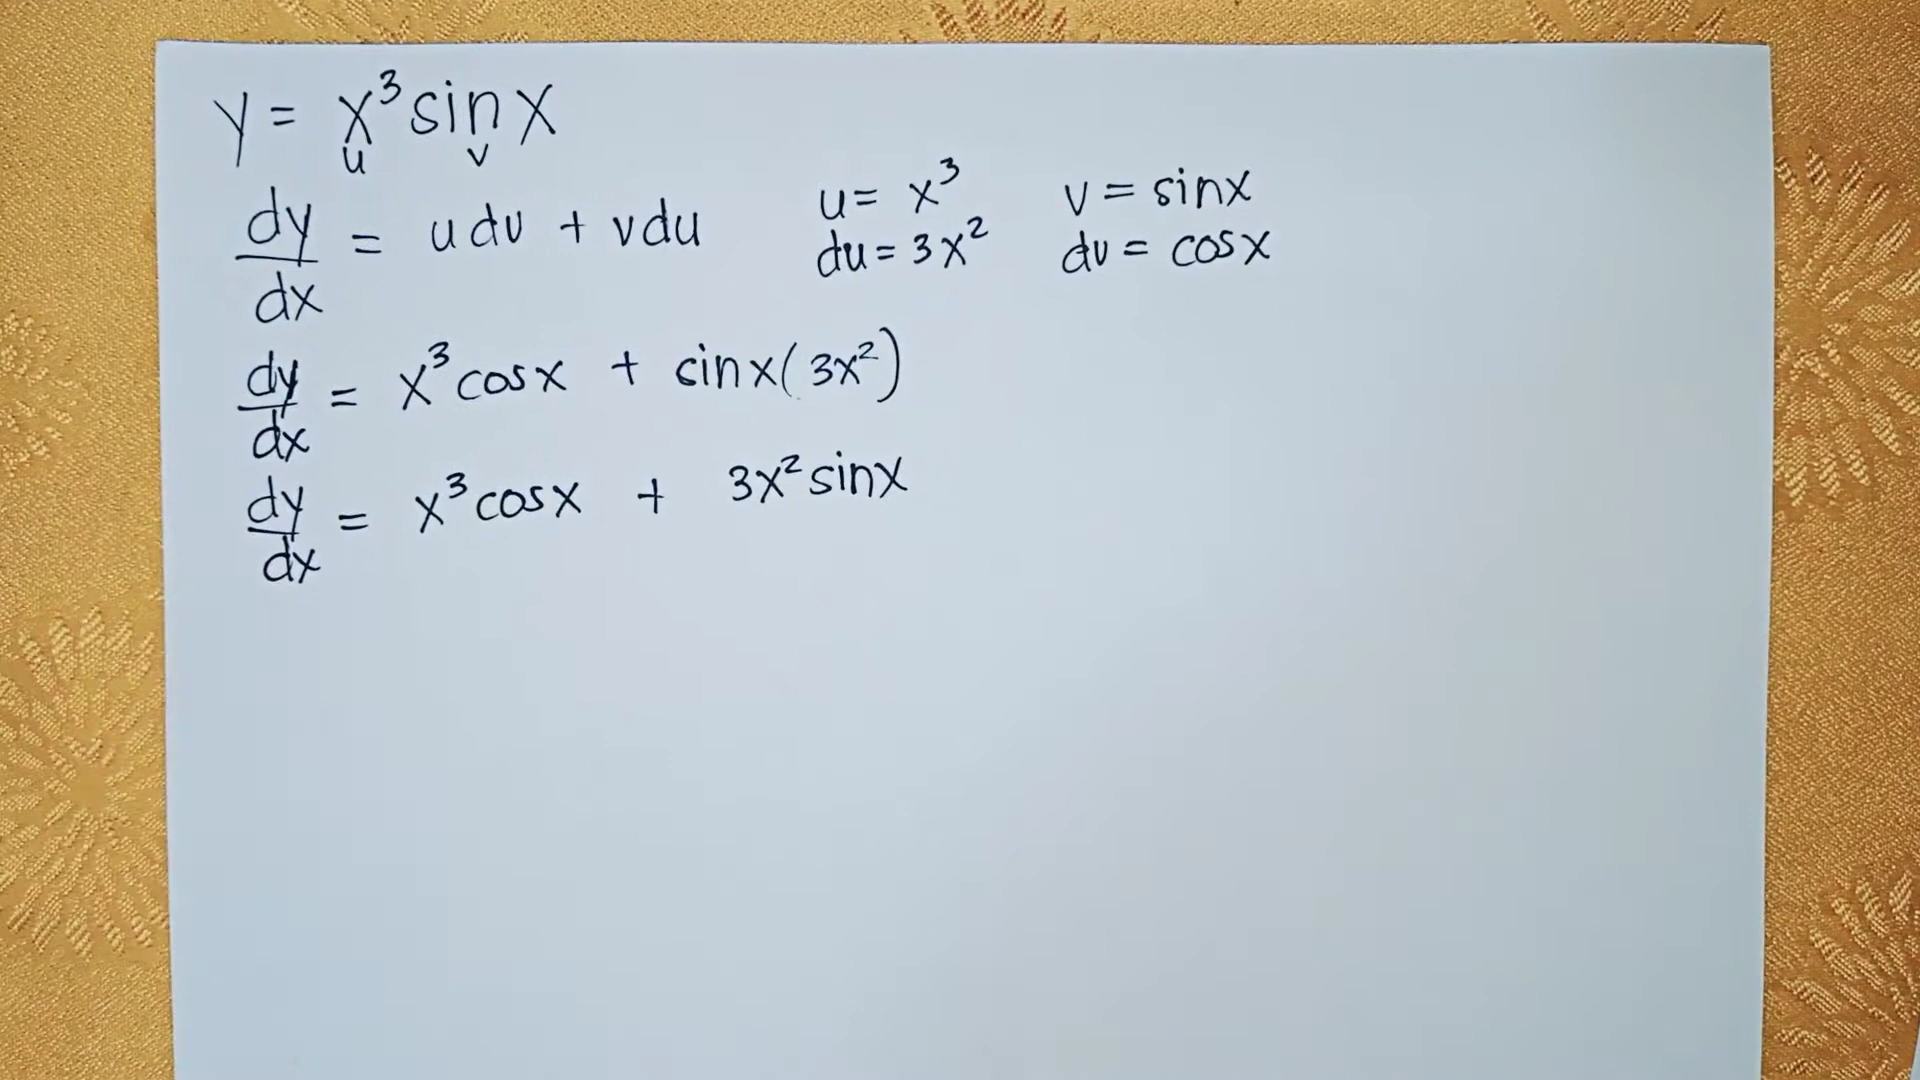 y = x³ sin x
u v
dy/dx = u dv + v du
u = x³ v = sin x
du = 3x² dv = cos x
dy/dx = x³ cos x + sin x (3x²)
dy/dx = x³ cos x + 3x² sin x